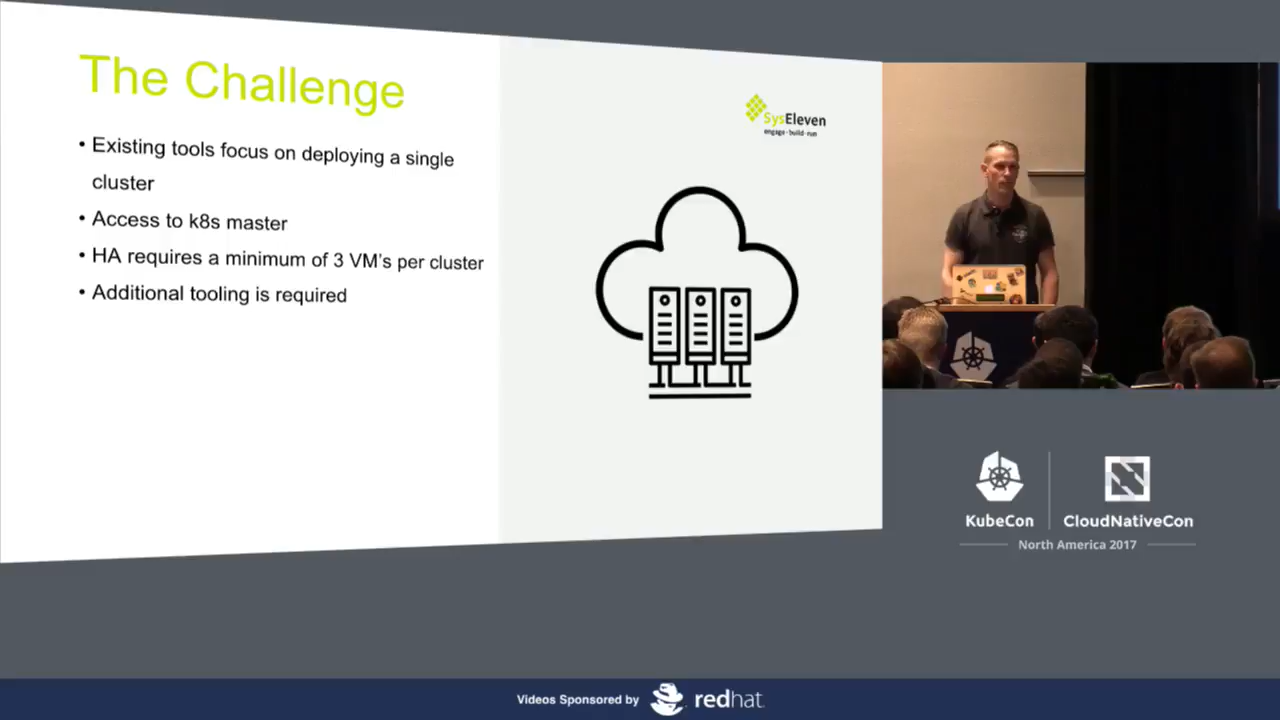 The Challenge
• Existing tools focus on deploying a single
cluster
• Access to k8s master
• HA requires a minimum of 3 VM's per cluster
• Additional tooling is required
SysEleven
engage·build·run
KubeCon
CloudNativeCon
North America 2017
Videos Sponsored by
redhat.